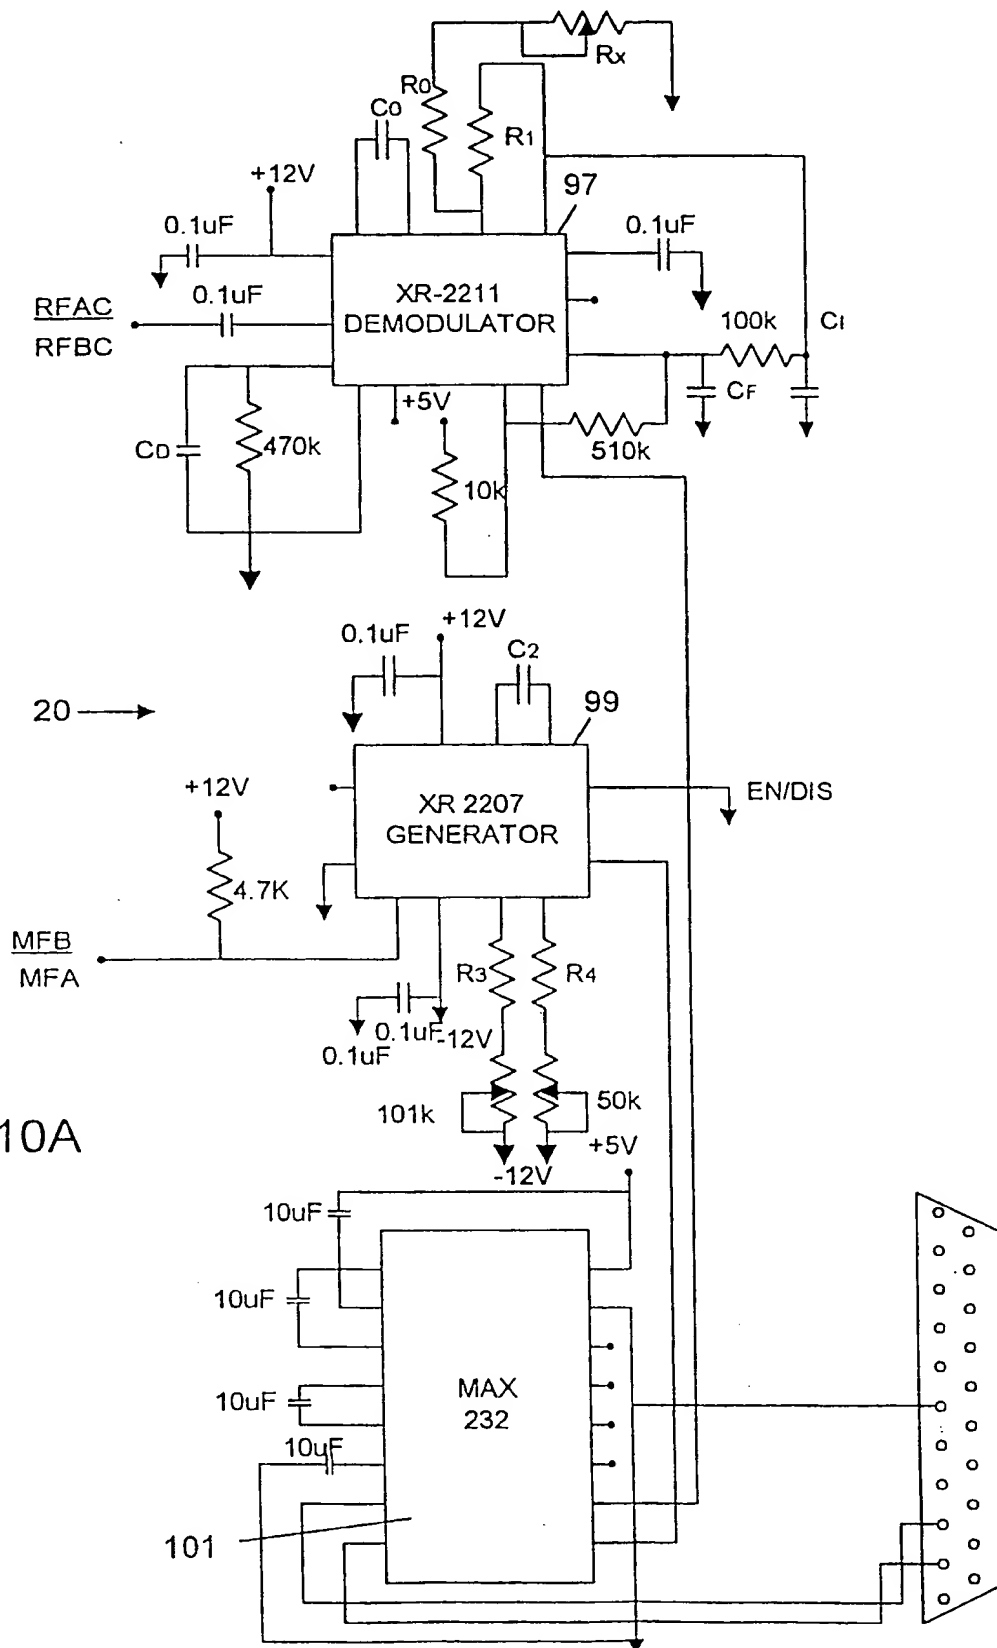 Rx
R0
C0
R1
+12V
97
0.1uF
0.1uF
0.1uF
RFAC
RFBC
XR-2211
DEMODULATOR
100k
CI
CF
+5V
CD
470k
510k
10k
+12V
0.1uF
C2
20
99
+12V
XR 2207
GENERATOR
EN/DIS
4.7K
MFB
MFA
R3
R4
0.1uF
-12V
0.1uF
101k
50k
10A
+5V
-12V
10uF
10uF
MAX
232
10uF
10uF
101